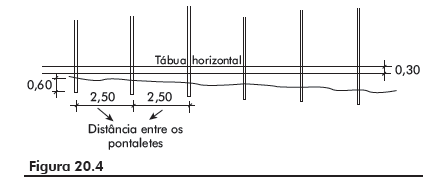 Tábua horizontal
0,30
0,60
2,50 2,50
Distância entre os
pontaletes
Figura 20.4